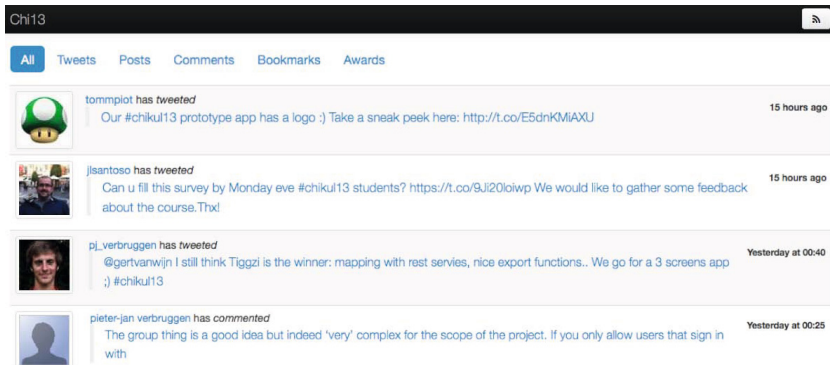 Chi13
All Tweets Posts Comments Bookmarks Awards
tommpiot has tweeted
15 hours ago
Our #chikul13 prototype app has a logo :) Take a sneak peek here: http://t.co/E5dnKMiAXU
jlsantoso has tweeted
15 hours ago
Can u fill this survey by Monday eve #chikul13 students? https://t.co/9Ji20loiwp We would like to gather some feedback
about the course.Thx!
pj_verbruggen has tweeted
Yesterday at 00:40
@gertvanwijn I still think Tiggzi is the winner: mapping with rest servies, nice export functions.. We go for a 3 screens app
;) #chikul13
pieter-jan verbruggen has commented
Yesterday at 00:25
The group thing is a good idea but indeed ‘very’ complex for the scope of the project. If you only allow users that sign in
with